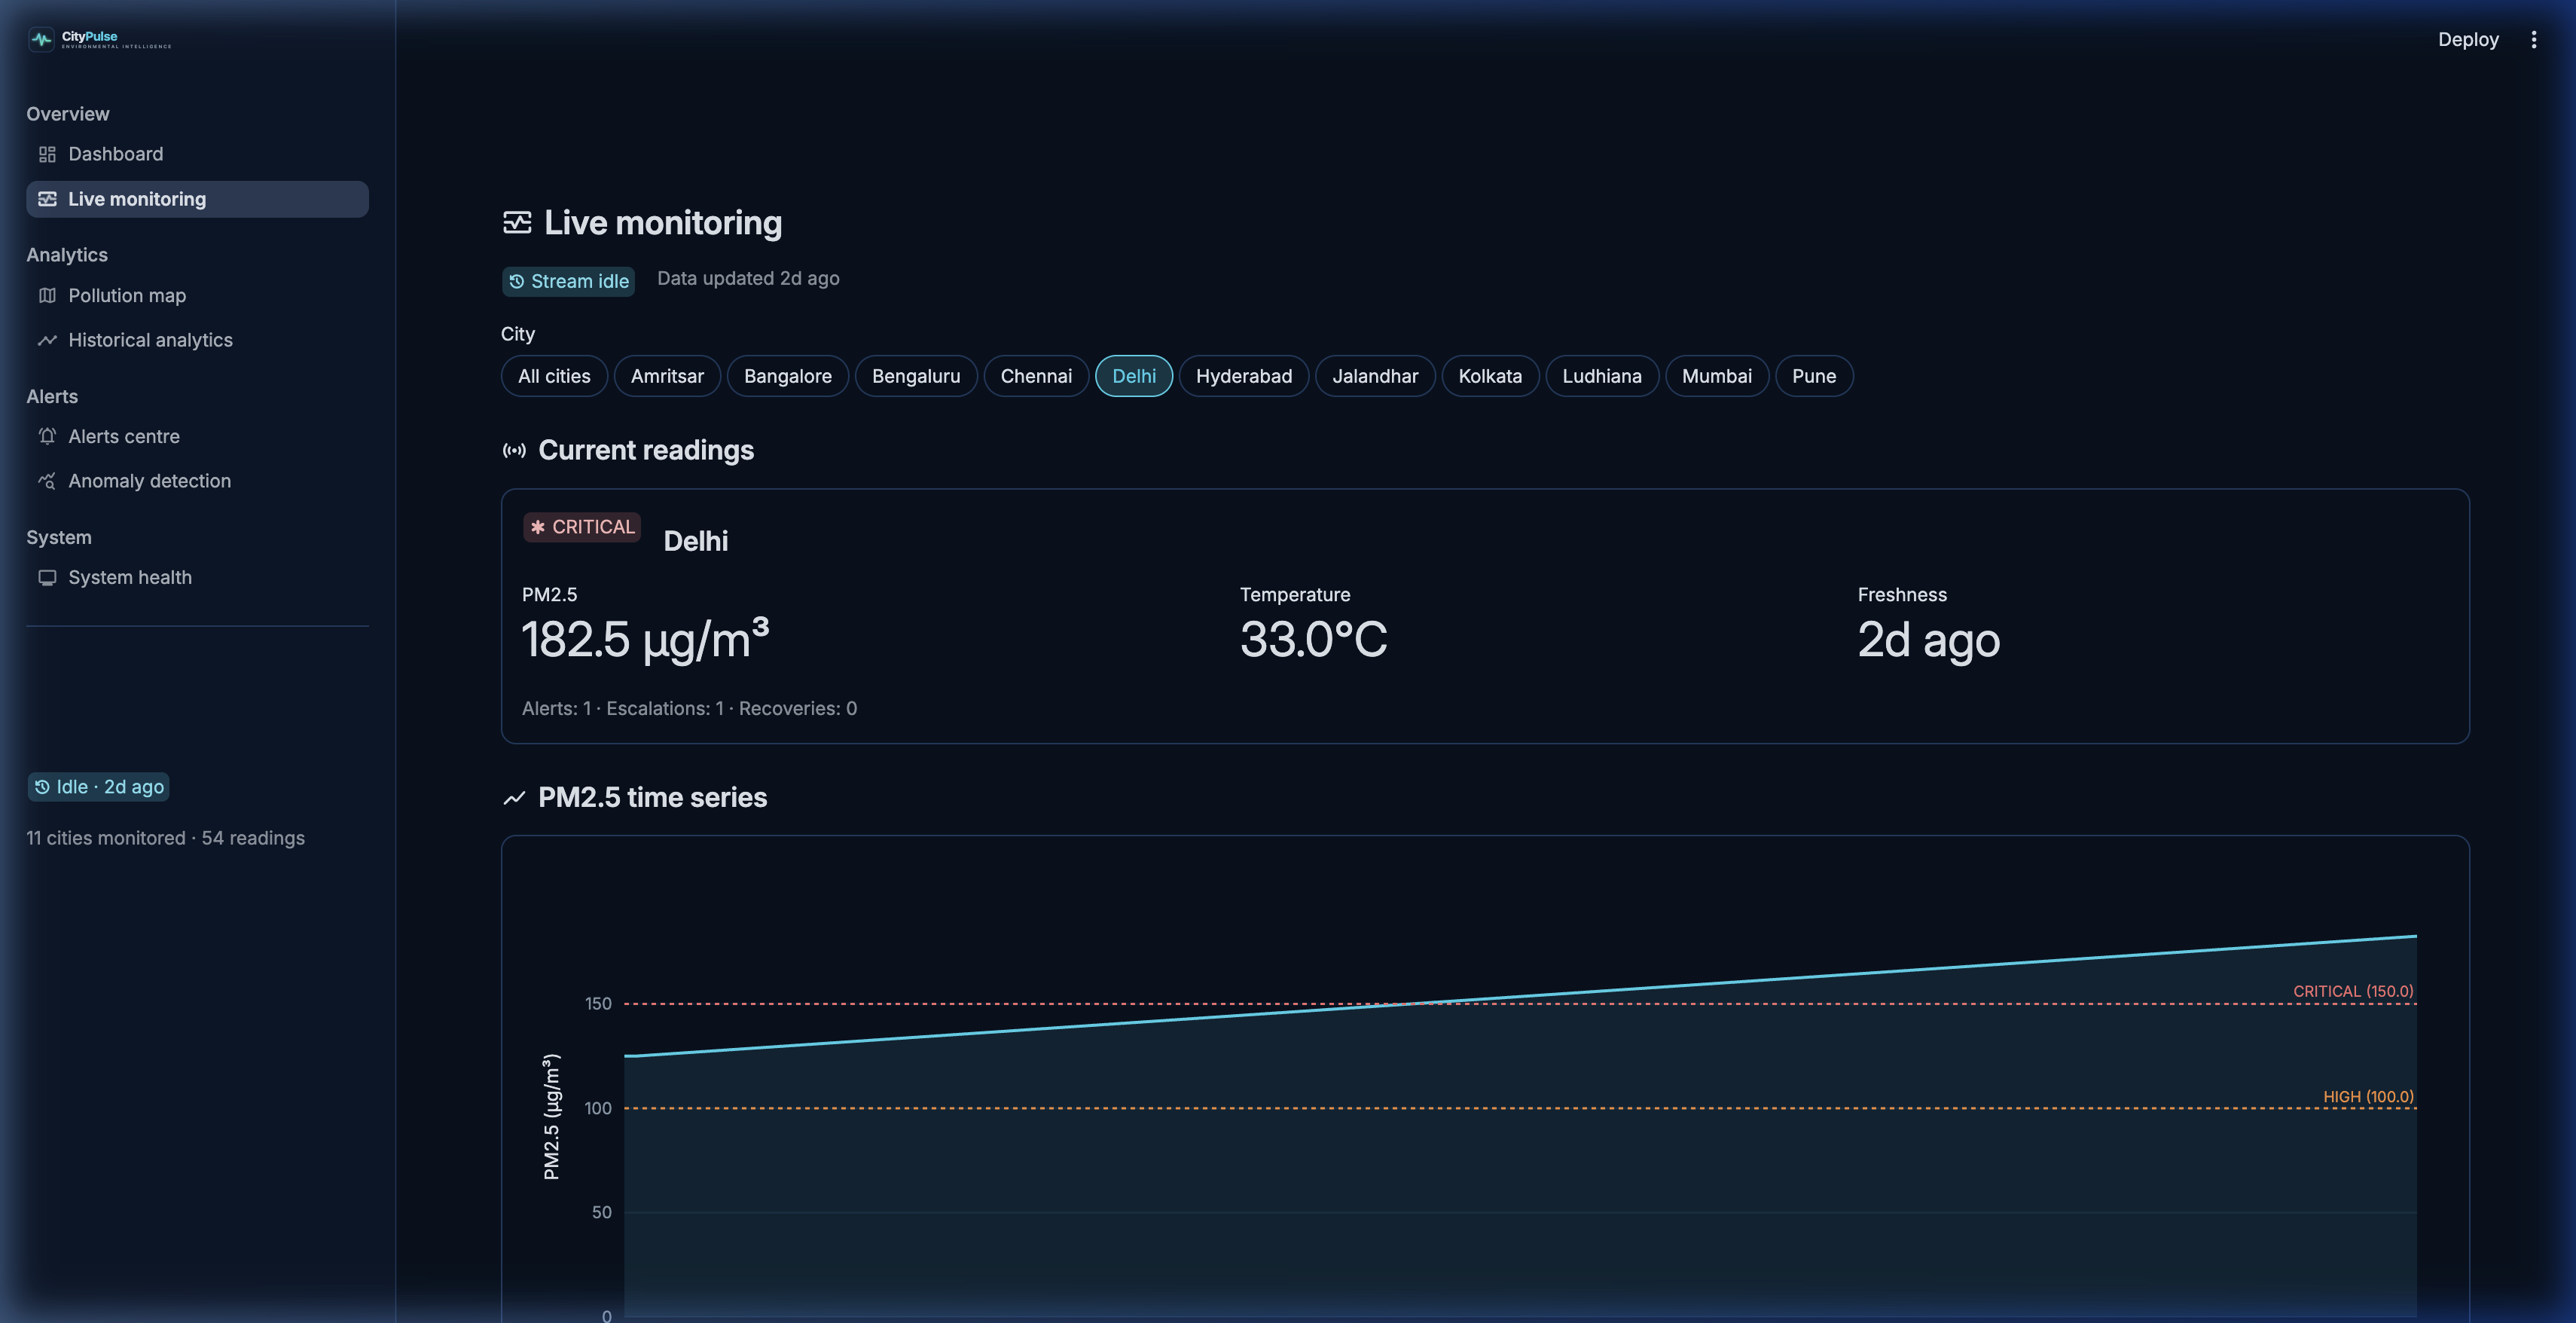 CityPulse
ENVIRONMENTAL INTELLIGENCE
Deploy
Overview
Dashboard
Live monitoring
Analytics
Pollution map
Historical analytics
Alerts
Alerts centre
Anomaly detection
System
System health
Idle · 2d ago
11 cities monitored · 54 readings
Live monitoring
Stream idle
Data updated 2d ago
City
All cities
Amritsar
Bangalore
Bengaluru
Chennai
Delhi
Hyderabad
Jalandhar
Kolkata
Ludhiana
Mumbai
Pune
Current readings
CRITICAL
Delhi
PM2.5
182.5 μg/m³
Temperature
33.0°C
Freshness
2d ago
Alerts: 1 · Escalations: 1 · Recoveries: 0
PM2.5 time series
150
CRITICAL (150.0)
PM2.5 (μg/m³)
100
HIGH (100.0)
50
0